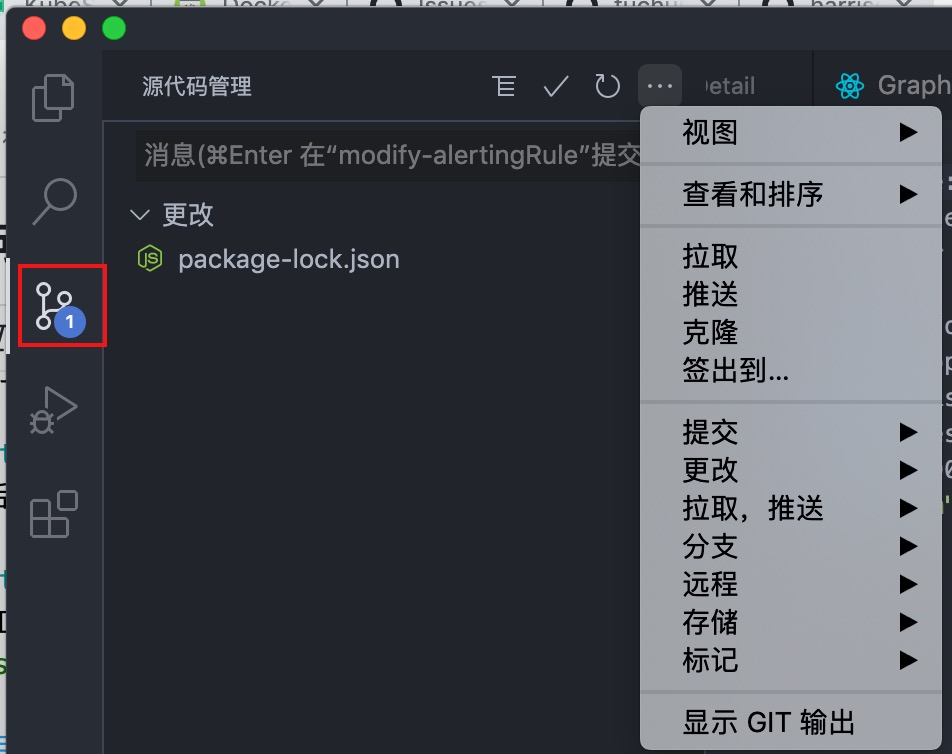 源代码管理
Graph
消息(⌘Enter 在“modify-alertingRule”提交
更改
JS package-lock.json
1
视图
查看和排序
拉取
推送
克隆
签出到...
提交
更改
拉取，推送
分支
远程
存储
标记
显示 GIT 输出